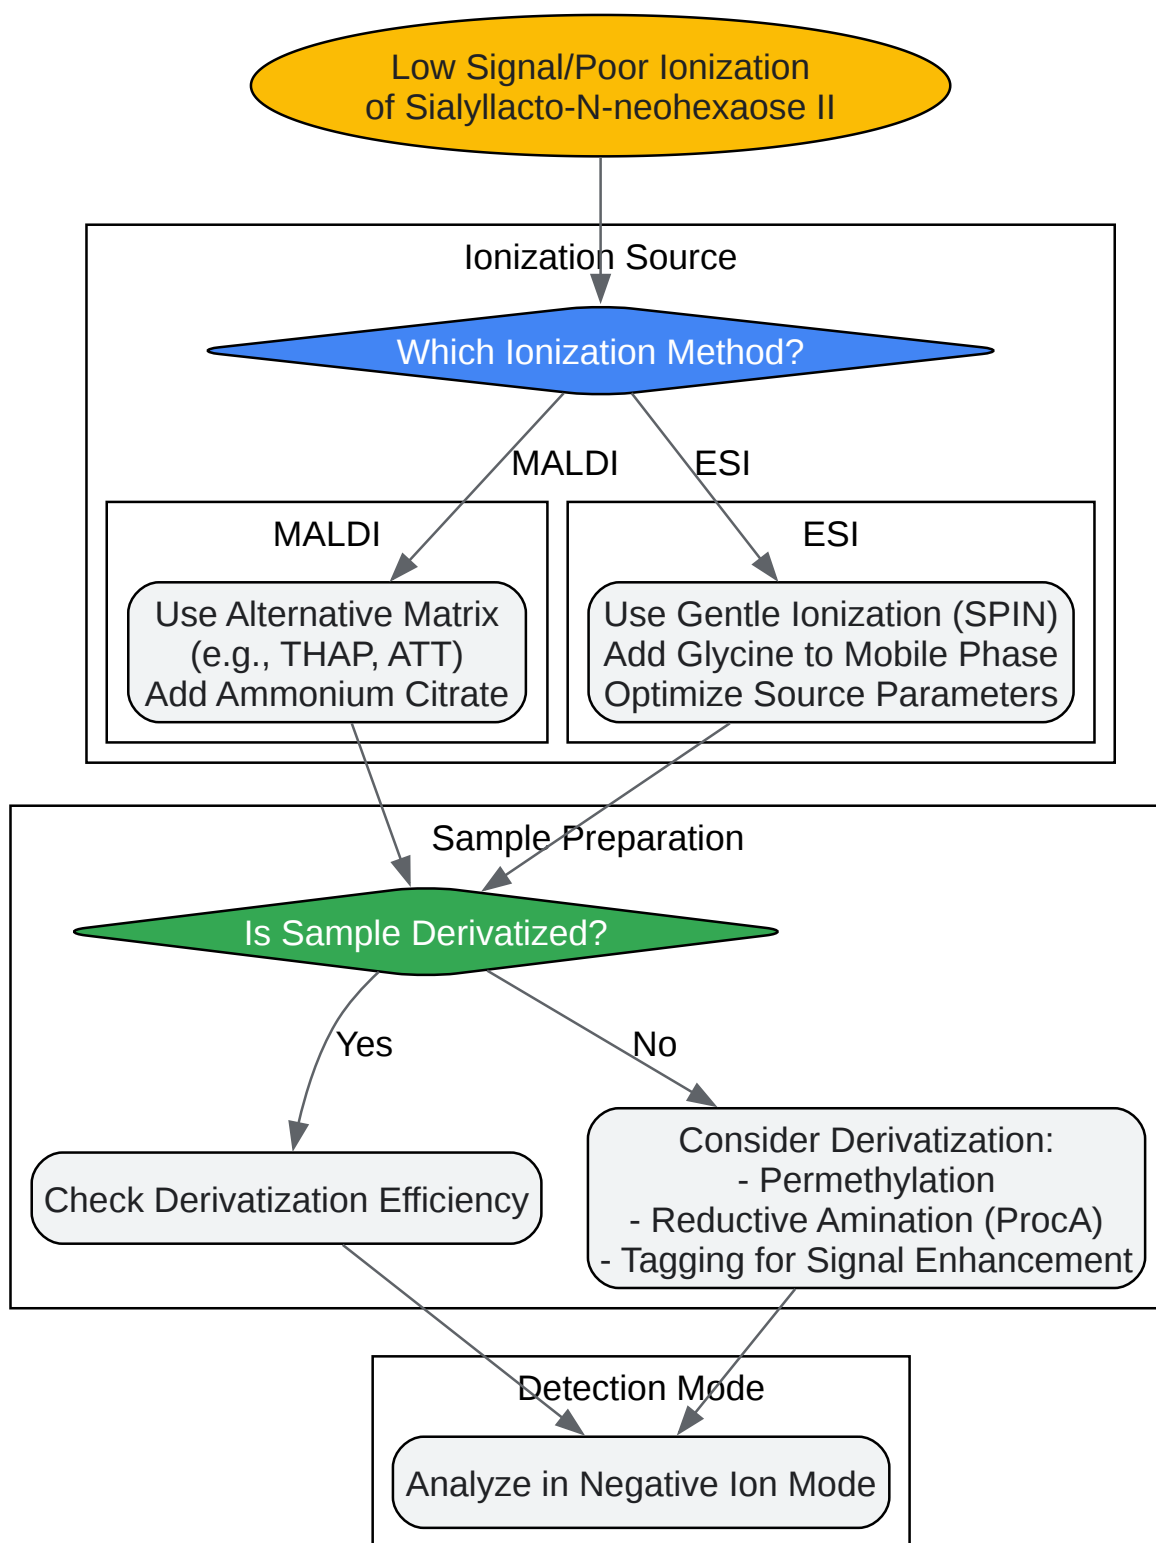 Low Signal/Poor Ionization
of Sialyllacto-N-neohexaose II
Ionization Source
Which Ionization Method?
MALDI
ESI
MALDI
ESI
Use Alternative Matrix
(e.g., THAP, ATT)
Add Ammonium Citrate
Use Gentle Ionization (SPIN)
Add Glycine to Mobile Phase
Optimize Source Parameters
Sample Preparation
Is Sample Derivatized?
Yes
No
Check Derivatization Efficiency
Consider Derivatization:
- Permethylation
- Reductive Amination (ProcA)
- Tagging for Signal Enhancement
Detection Mode
Analyze in Negative Ion Mode